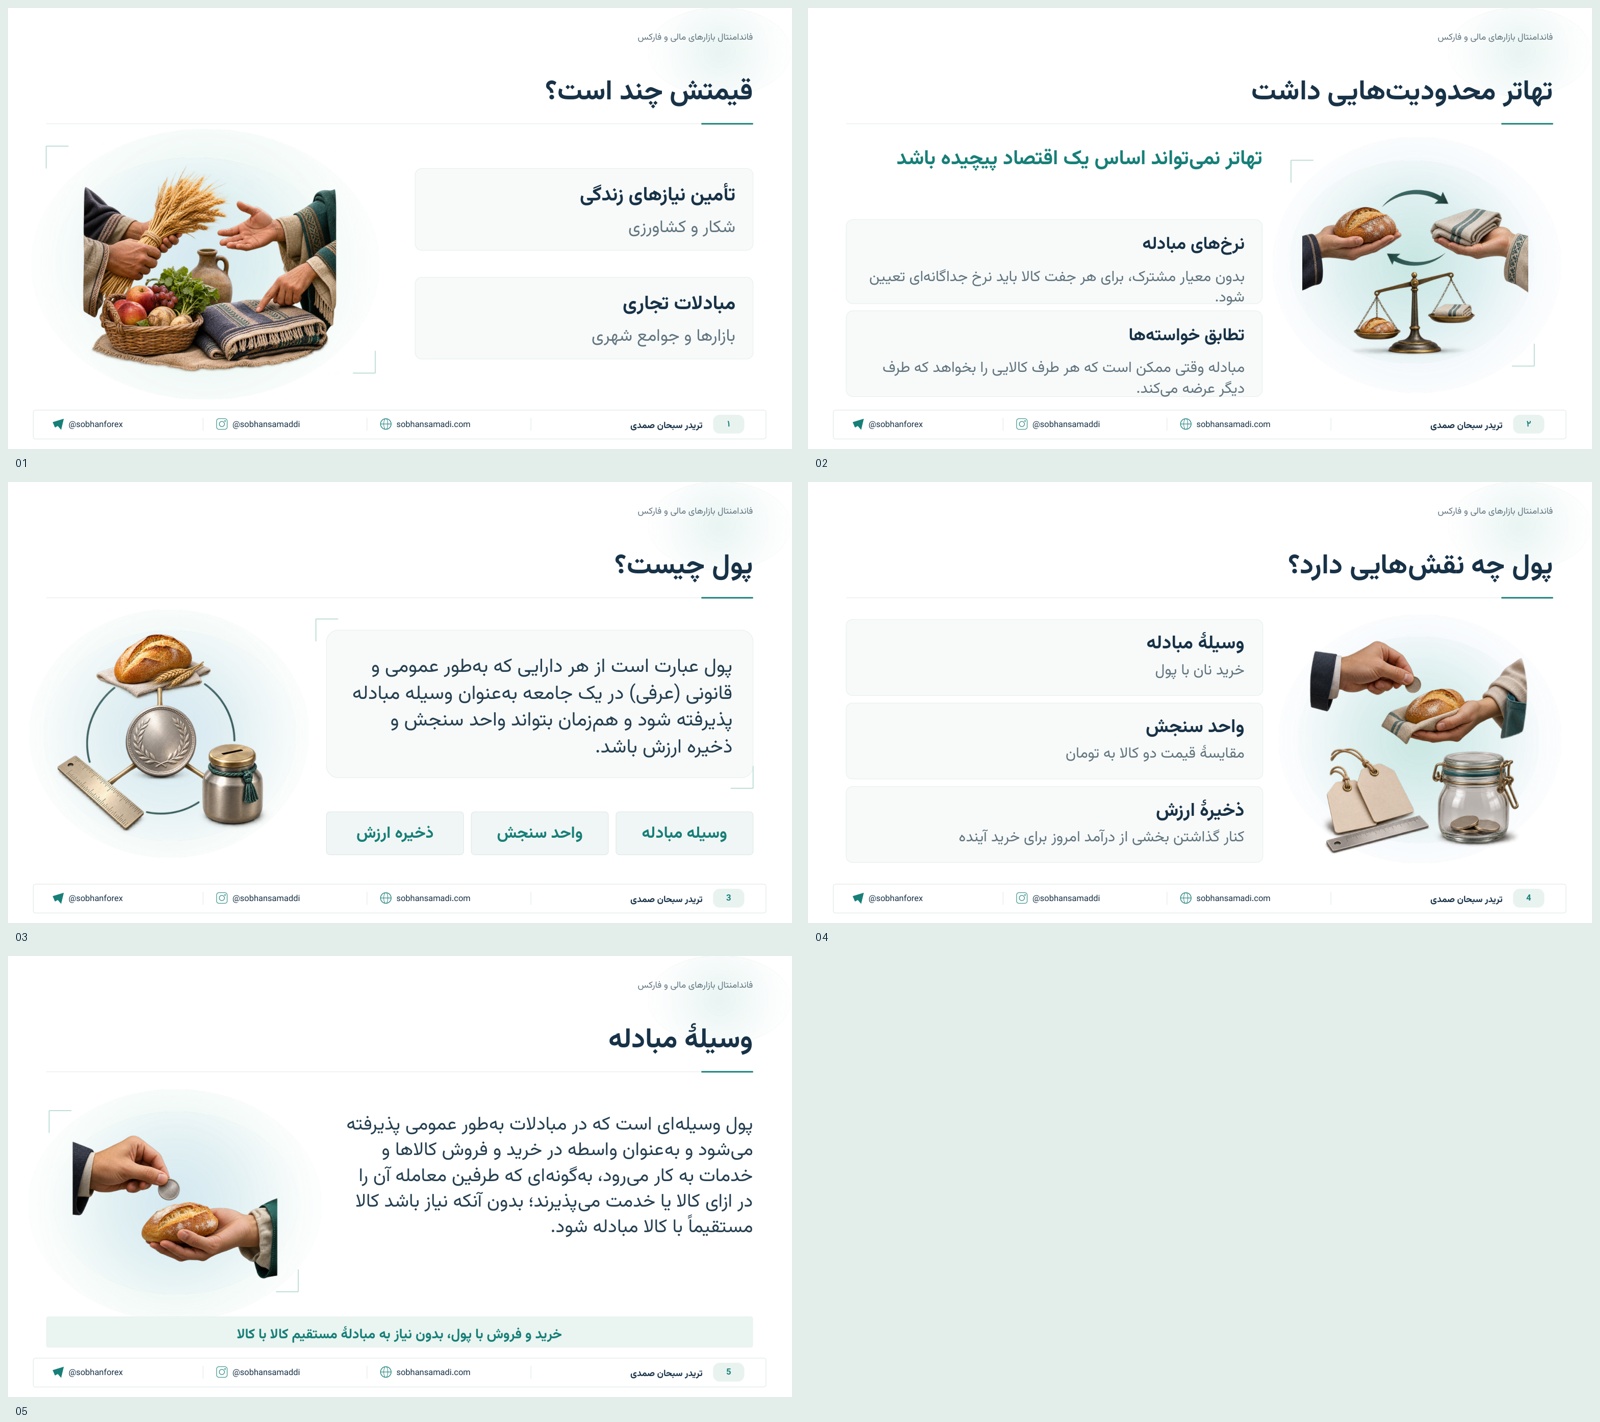 فاندامنتال بازارهای مالی و فارکس
قیمتش چند است؟
تأمین نیازهای زندگی
شکار و کشاورزی
مبادلات تجاری
بازارها و جوامع شهری
۱
تریدر سبحان صمدی
sobhansamadi.com
@sobhansamaddi
@sobhanforex
01
فاندامنتال بازارهای مالی و فارکس
تهاتر محدودیت‌هایی داشت
تهاتر نمی‌تواند اساس یک اقتصاد پیچیده باشد
نرخ‌های مبادله
بدون معیار مشترک، برای هر جفت کالا باید نرخ جداگانه‌ای تعیین
شود.
تطابق خواسته‌ها
مبادله وقتی ممکن است که هر طرف کالایی را بخواهد که طرف
دیگر عرضه می‌کند.
۲
تریدر سبحان صمدی
sobhansamadi.com
@sobhansamaddi
@sobhanforex
02
فاندامنتال بازارهای مالی و فارکس
پول چیست؟
پول عبارت است از هر دارایی که به‌طور عمومی و
قانونی (عرفی) در یک جامعه به‌عنوان وسیله مبادله
پذیرفته شود و هم‌زمان بتواند واحد سنجش و
ذخیره ارزش باشد.
وسیله مبادله
واحد سنجش
ذخیره ارزش
3
تریدر سبحان صمدی
sobhansamadi.com
@sobhansamaddi
@sobhanforex
03
فاندامنتال بازارهای مالی و فارکس
پول چه نقش‌هایی دارد؟
وسیلهٔ مبادله
خرید نان با پول
واحد سنجش
مقایسهٔ قیمت دو کالا به تومان
ذخیرهٔ ارزش
کنار گذاشتن بخشی از درآمد امروز برای خرید آینده
4
تریدر سبحان صمدی
sobhansamadi.com
@sobhansamaddi
@sobhanforex
04
فاندامنتال بازارهای مالی و فارکس
وسیلهٔ مبادله
پول وسیله‌ای است که در مبادلات به‌طور عمومی پذیرفته
می‌شود و به‌عنوان واسطه در خرید و فروش کالاها و
خدمات به کار می‌رود، به‌گونه‌ای که طرفین معامله آن را
در ازای کالا یا خدمت می‌پذیرند؛ بدون آنکه نیاز باشد کالا
مستقیماً با کالا مبادله شود.
خرید و فروش با پول، بدون نیاز به مبادلهٔ مستقیم کالا با کالا
5
تریدر سبحان صمدی
sobhansamadi.com
@sobhansamaddi
@sobhanforex
05